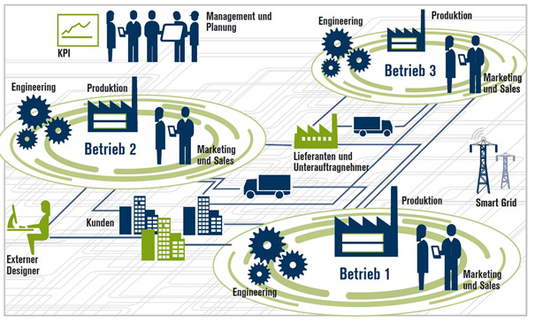 Management und
Planung
KPI
Engineering
Produktion
Betrieb 3
Marketing
und Sales
Engineering
Produktion
Betrieb 2
Marketing
und Sales
Lieferanten und
Unterauftragnehmer
Smart Grid
Kunden
Externer
Designer
Produktion
Betrieb 1
Engineering
Marketing
und Sales